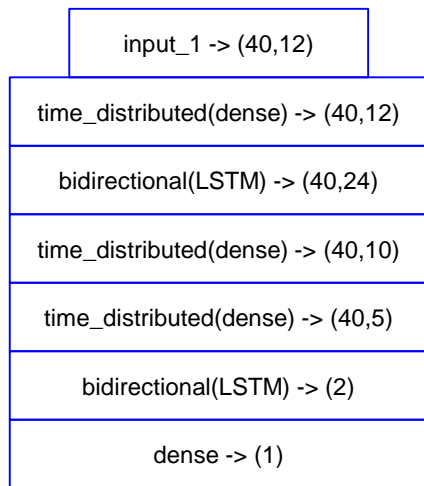 input_1 -> (40,12)
time_distributed(dense) -> (40,12)
bidirectional(LSTM) -> (40,24)
time_distributed(dense) -> (40,10)
time_distributed(dense) -> (40,5)
bidirectional(LSTM) -> (2)
dense -> (1)